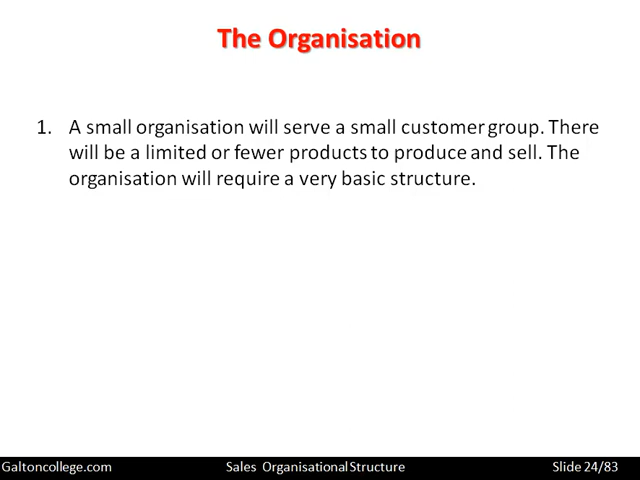 The Organisation
1. A small organisation will serve a small customer group. There
will be a limited or fewer products to produce and sell. The
organisation will require a very basic structure.
Galtoncollege.com Sales Organisational Structure Slide 24/83